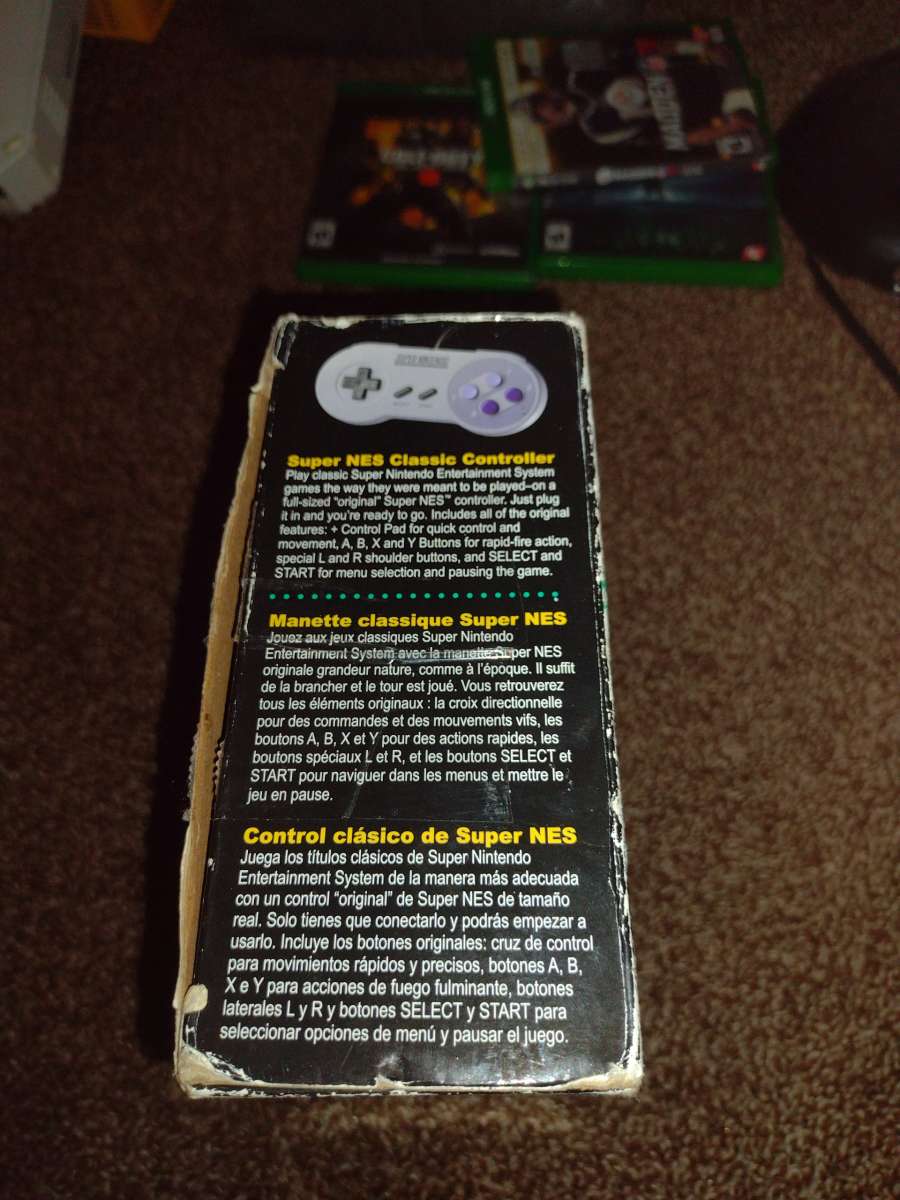 MADDEN
SUPER NINTENDO
Super NES Classic Controller
Play classic Super Nintendo Entertainment System
games the way they were meant to be played–on a
full-sized "original" Super NES™ controller. Just plug
it in and you're ready to go. Includes all of the original
features: + Control Pad for quick control and
movement, A, B, X and Y Buttons for rapid-fire action,
special L and R shoulder buttons, and SELECT and
START for menu selection and pausing the game.
Manette classique Super NES
Jouez aux jeux classiques Super Nintendo
Entertainment System avec la manette Super NES
originale grandeur nature, comme à l'époque. Il suffit
de la brancher et le tour est joué. Vous retrouverez
tous les éléments originaux : la croix directionnelle
pour des commandes et des mouvements vifs, les
boutons A, B, X et Y pour des actions rapides, les
boutons spéciaux L et R, et les boutons SELECT et
START pour naviguer dans les menus et mettre le
jeu en pause.
Control clásico de Super NES
Juega los títulos clásicos de Super Nintendo
Entertainment System de la manera más adecuada
con un control "original" de Super NES de tamaño
real. Solo tienes que conectarlo y podrás empezar a
usarlo. Incluye los botones originales: cruz de control
para movimientos rápidos y precisos, botones A, B,
X e Y para acciones de fuego fulminante, botones
laterales L y R y botones SELECT y START para
seleccionar opciones de menú y pausar el juego.